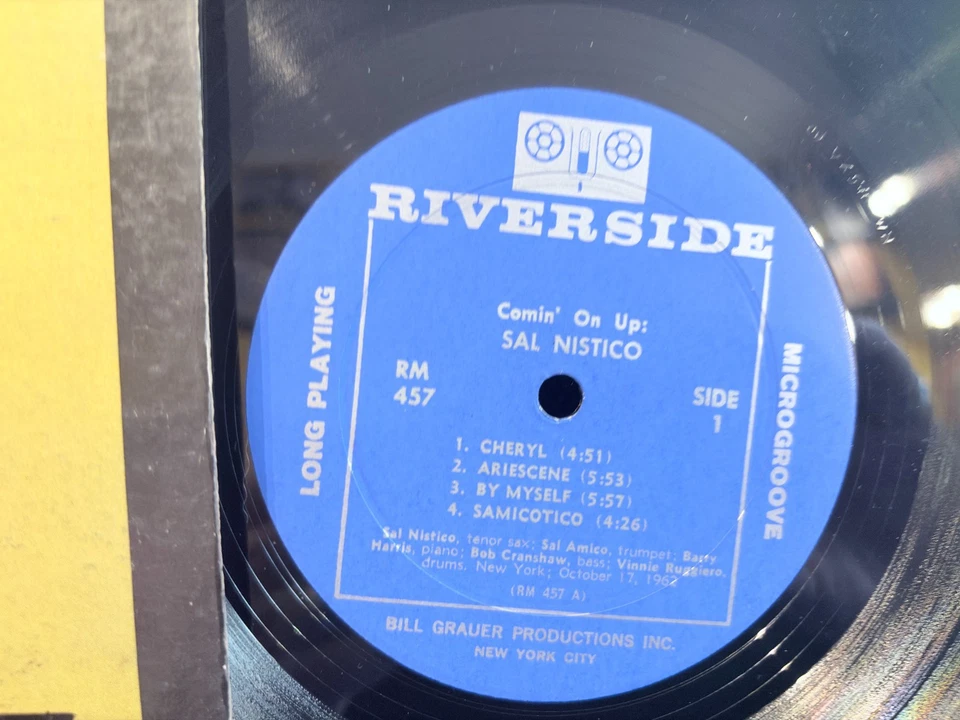 RIVERSIDE
Comin' On Up:
SAL NISTICO
RM
457
SIDE
1
LONG PLAYING
MICROGROOVE
1. CHERYL (4:51)
2. ARIESCENE (5:53)
3. BY MYSELF (5:57)
4. SAMICOTICO (4:26)
Sal Nistico, tenor sax; Sal Amico, trumpet; Barry
Harris, piano; Bob Cranshaw, bass; Vinnie Ruggiero,
drums. New York; October 17, 1962
(RM 457 A)
BILL GRAUER PRODUCTIONS INC.
NEW YORK CITY